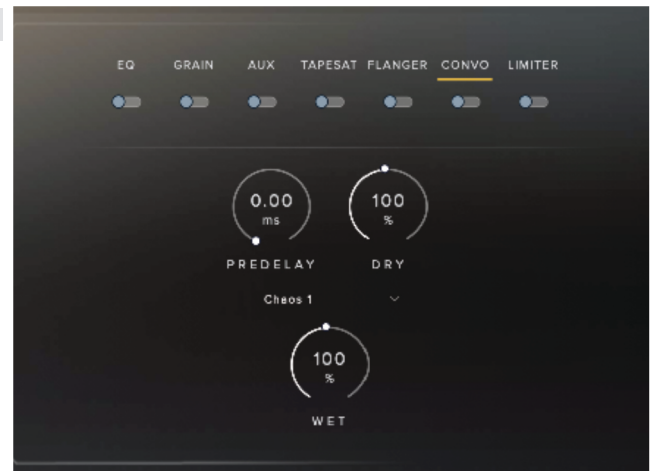 EQ GRAIN AUX TAPESAT FLANGER CONVO LIMITER
0.00 100
ms %
PREDELAY DRY
Chaos 1
100
%
WET